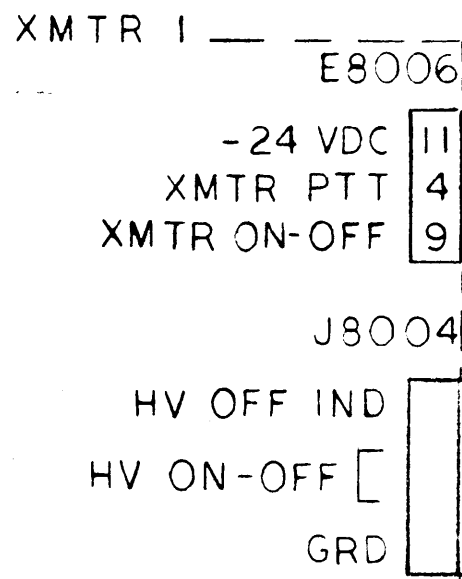 XMTR 1
E8006
-24 VDC 11
XMTR PTT 4
XMTR ON-OFF 9
J8004
HV OFF IND
HV ON-OFF
GRD